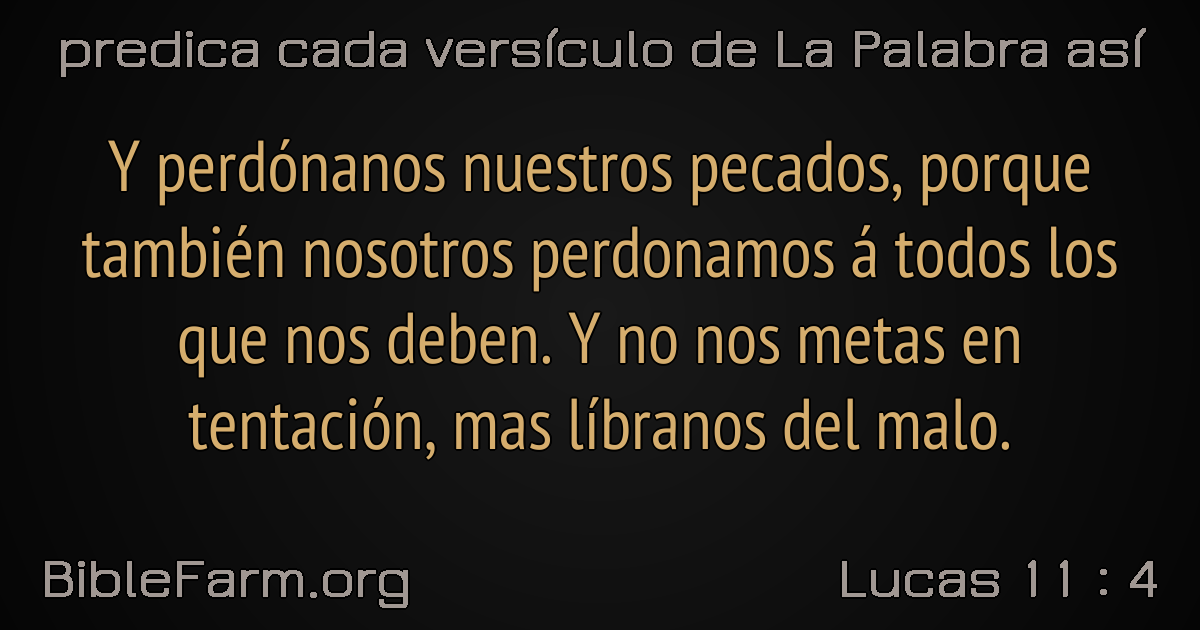 predica cada versículo de La Palabra así
Y perdónanos nuestros pecados, porque
también nosotros perdonamos á todos los
que nos deben. Y no nos metas en
tentación, mas líbranos del malo.
BibleFarm.org
Lucas 11 : 4